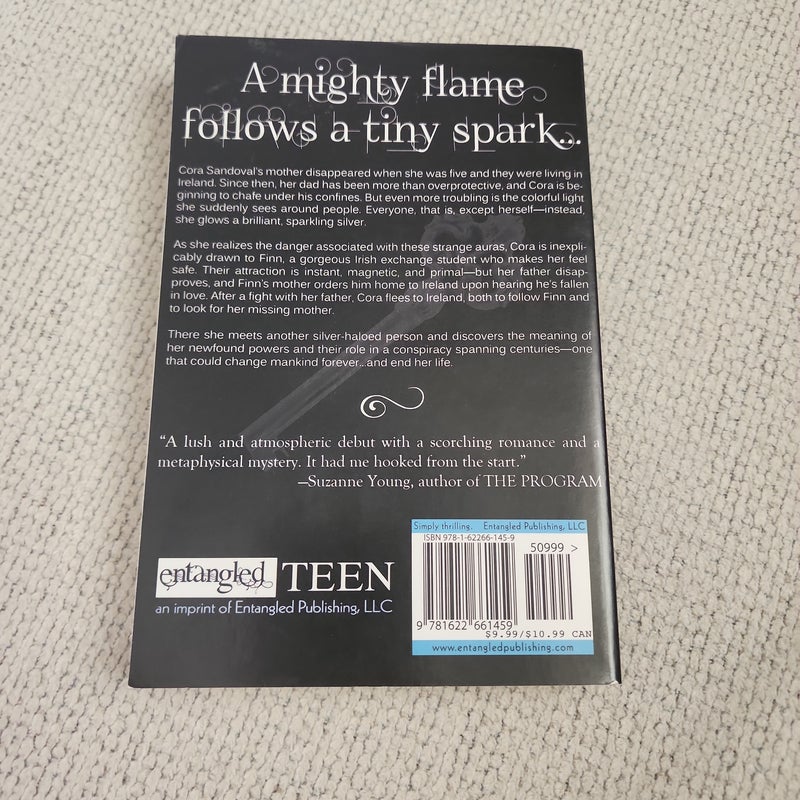 A mighty flame
follows a tiny spark...
Cora Sandoval's mother disappeared when she was five and they were living in
Ireland. Since then, her dad has been more than overprotective, and Cora is be-
ginning to chafe under his confines. But even more troubling is the colorful light
she suddenly sees around people. Everyone, that is, except herself—instead,
she glows a brilliant, sparkling silver.
As she realizes the danger associated with these strange auras, Cora is inexpli-
cably drawn to Finn, a gorgeous Irish exchange student who makes her feel
safe. Their attraction is instant, magnetic, and primal—but her father disap-
proves, and Finn's mother orders him home to Ireland upon hearing he's fallen
in love. After a fight with her father, Cora flees to Ireland, both to follow Finn and
to look for her missing mother.
There she meets another silver-haloed person and discovers the meaning of
her newfound powers and their role in a conspiracy spanning centuries—one
that could change mankind forever...and end her life.
“A lush and atmospheric debut with a scorching romance and a
metaphysical mystery. It had me hooked from the start.”
—Suzanne Young, author of THE PROGRAM
Simply thrilling. Entangled Publishing, LLC
ISBN 978-1-62266-145-9
50999 >
9 781622 661459
$9.99/$10.99 CAN
www.entangledpublishing.com
entangled TEEN
an imprint of Entangled Publishing, LLC